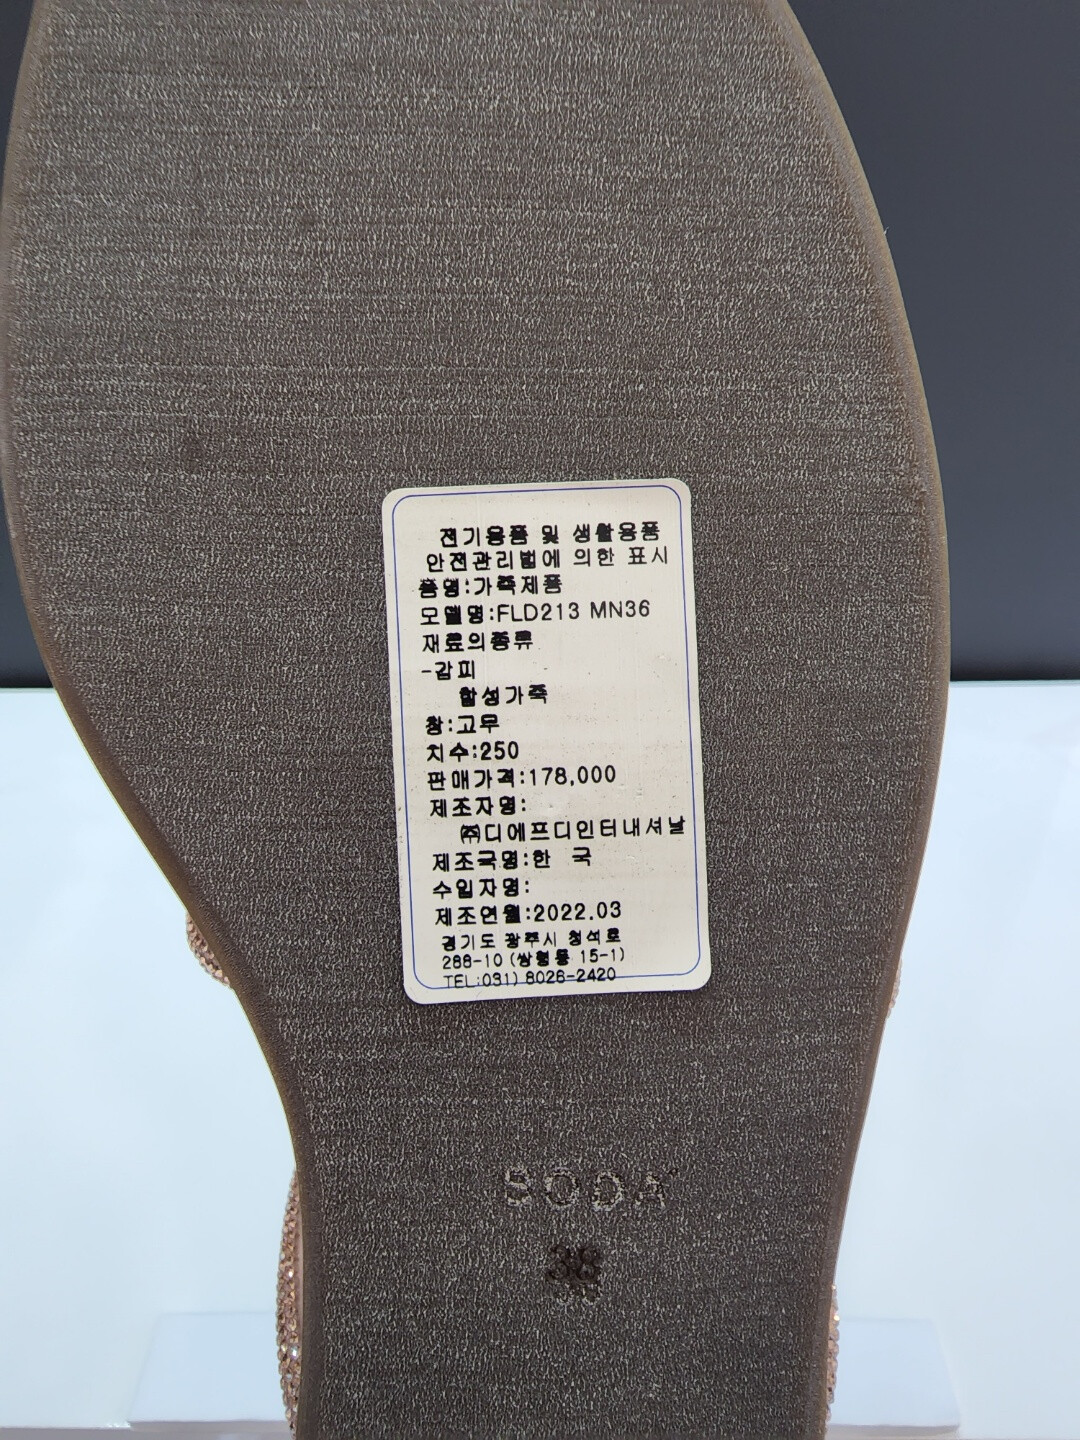 전기용품 및 생활용품
안전관리법에 의한 표시
품명:가죽제품
모델명:FLD213 MN36
재료의종류
-갑피
합성가죽
창:고무
치수:250
판매가격:178,000
제조자명:
㈜디에프디인터내셔날
제조국명:한 국
수입자명:
제조연월:2022.03
경기도 광주시 청석로
288-10 (쌍령동 15-1)
TEL:031) 8026-2420
SODA
38